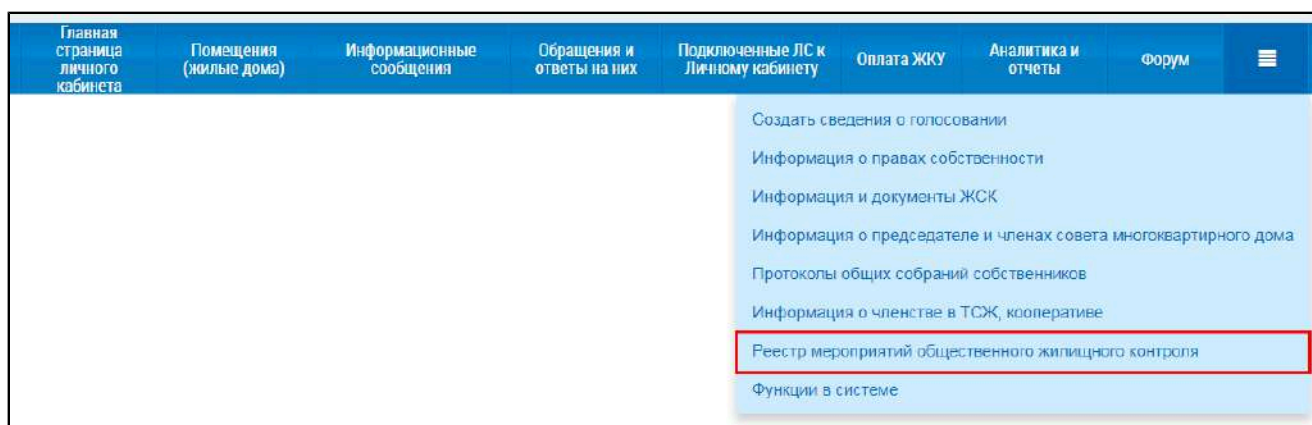 Главная
страница
личного
кабинета
Помещения
(жилые дома)
Информационные
сообщения
Обращения и
ответы на них
Подключенные ЛС к
Личному кабинету
Оплата ЖКУ
Аналитика и
отчеты
Форум
Создать сведения о голосовании
Информация о правах собственности
Информация и документы ЖСК
Информация о председателе и членах совета многоквартирного дома
Протоколы общих собраний собственников
Информация о членстве в ТСЖ, кооперативе
Реестр мероприятий общественного жилищного контроля
Функции в системе